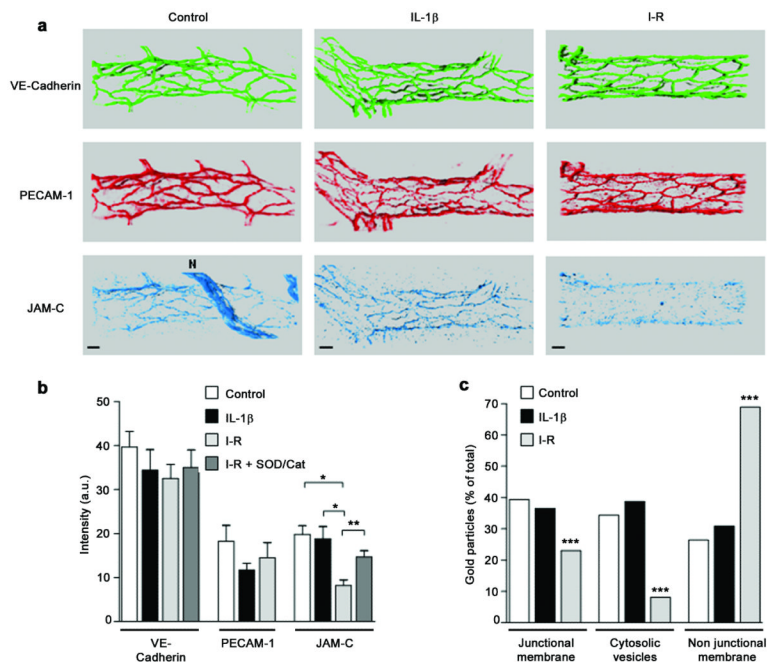 a
Control
IL-1β
I-R
VE-Cadherin
PECAM-1
JAM-C
N
b
Control
IL-1β
I-R
I-R + SOD/Cat
Intensity (a.u.)
50
40
30
20
10
0
*
*
**
VE-
Cadherin
PECAM-1
JAM-C
c
Control
IL-1β
I-R
Gold particles (% of total)
70
60
50
40
30
20
10
0
***
***
***
Junctional
membrane
Cytosolic
vesicles
Non junctional
membrane